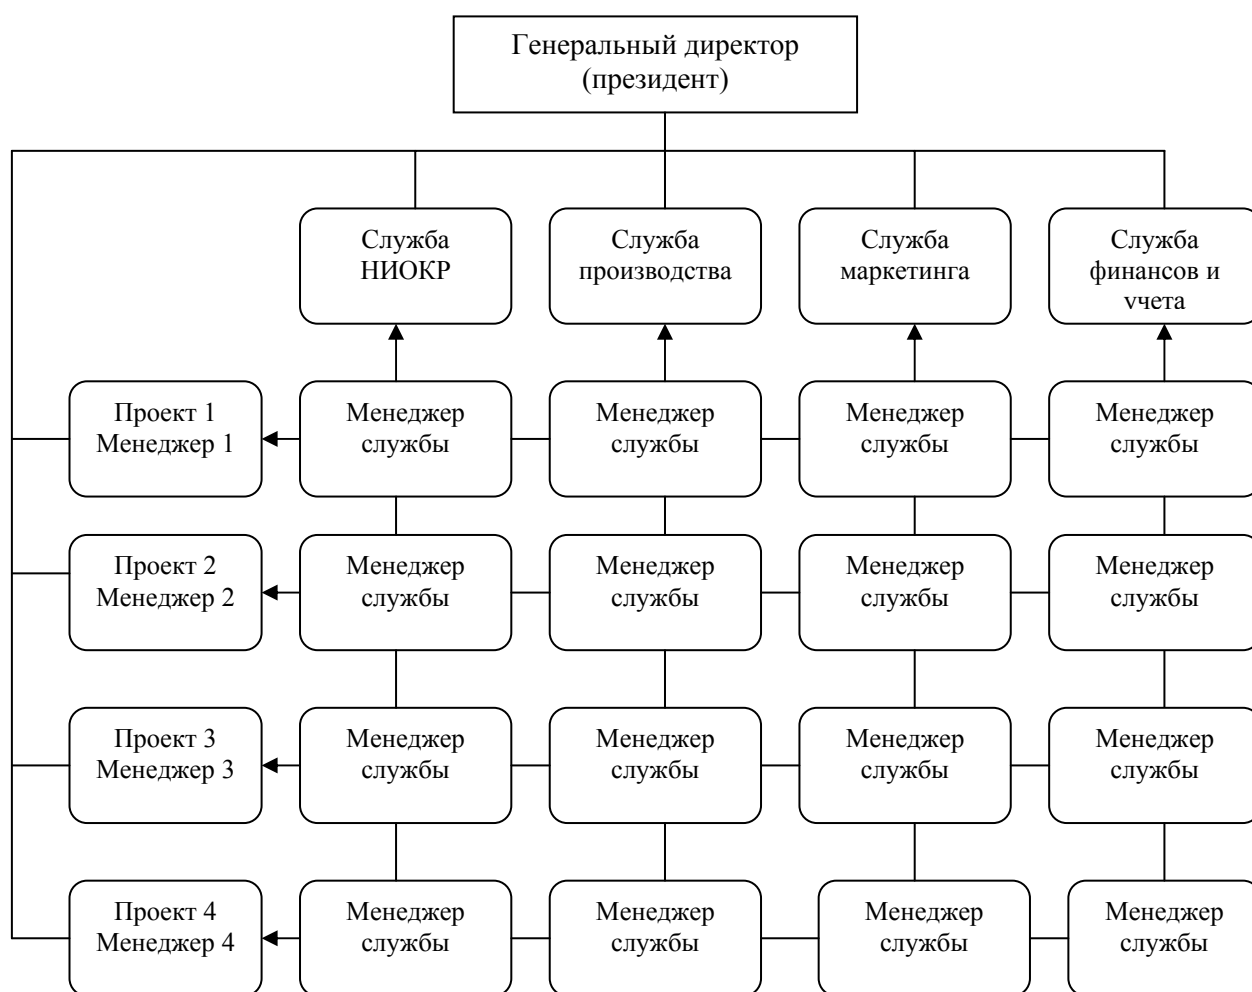 Генеральный директор
(президент)
Служба
НИОКР
Служба
производства
Служба
маркетинга
Служба
финансов и
учета
Проект 1
Менеджер 1
Менеджер
службы
Менеджер
службы
Менеджер
службы
Менеджер
службы
Проект 2
Менеджер 2
Менеджер
службы
Менеджер
службы
Менеджер
службы
Менеджер
службы
Проект 3
Менеджер 3
Менеджер
службы
Менеджер
службы
Менеджер
службы
Менеджер
службы
Проект 4
Менеджер 4
Менеджер
службы
Менеджер
службы
Менеджер
службы
Менеджер
службы